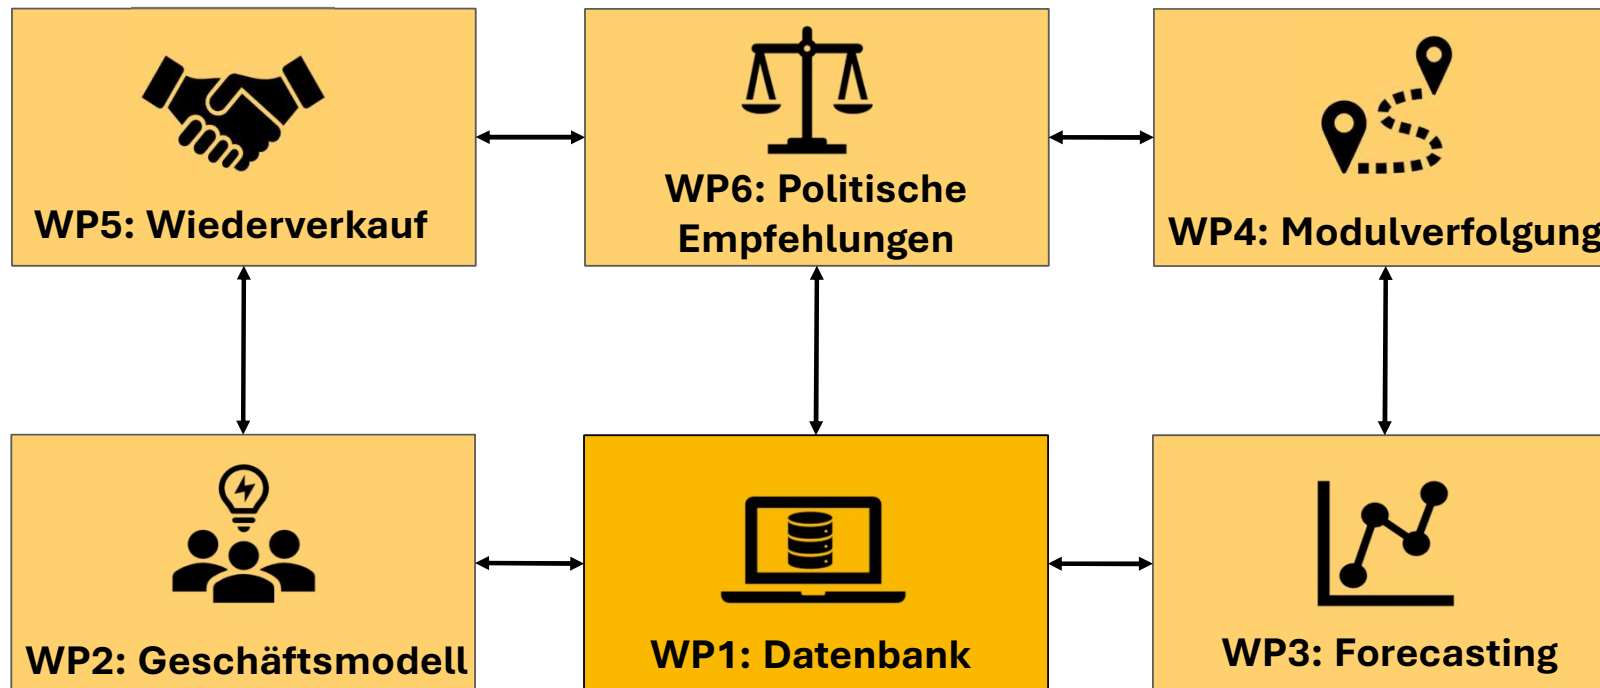 WP5: Wiederverkauf
WP6: Politische
Empfehlungen
WP4: Modulverfolgung
WP2: Geschäftsmodell
WP1: Datenbank
WP3: Forecasting